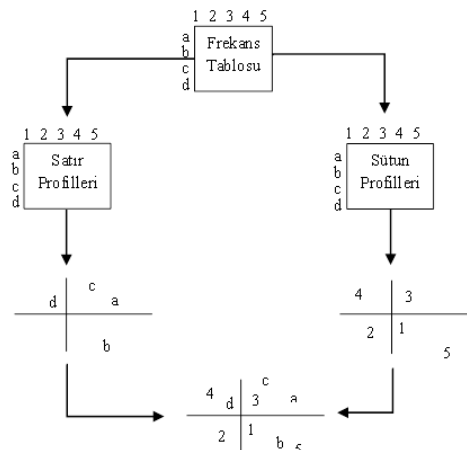 1 2 3 4 5
a
b
c
d
Frekans
Tablosu
1 2 3 4 5
a
b
c
d
Satır
Profilleri
1 2 3 4 5
a
b
c
d
Sütun
Profilleri
c
d a
b
4 3
2 1
5
c
4 d 3 a
2 1 b 5